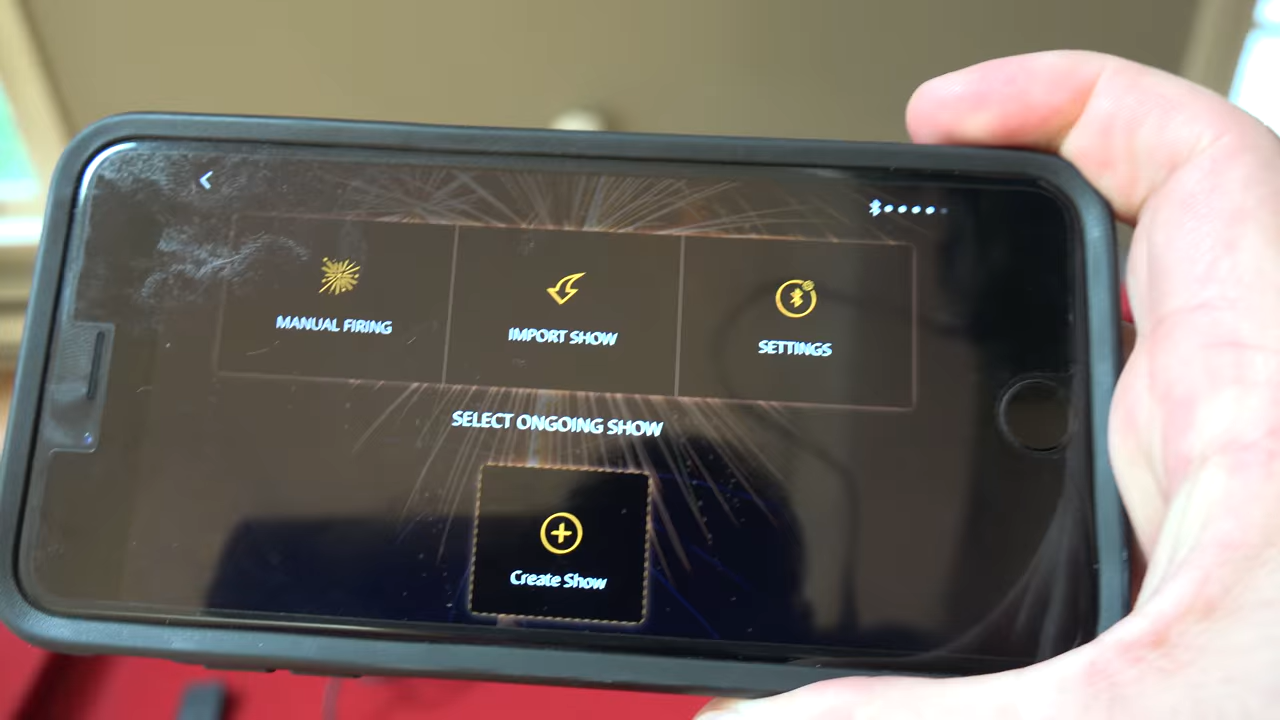 MANUAL FIRING
IMPORT SHOW
SETTINGS
SELECT ONGOING SHOW
Create Show